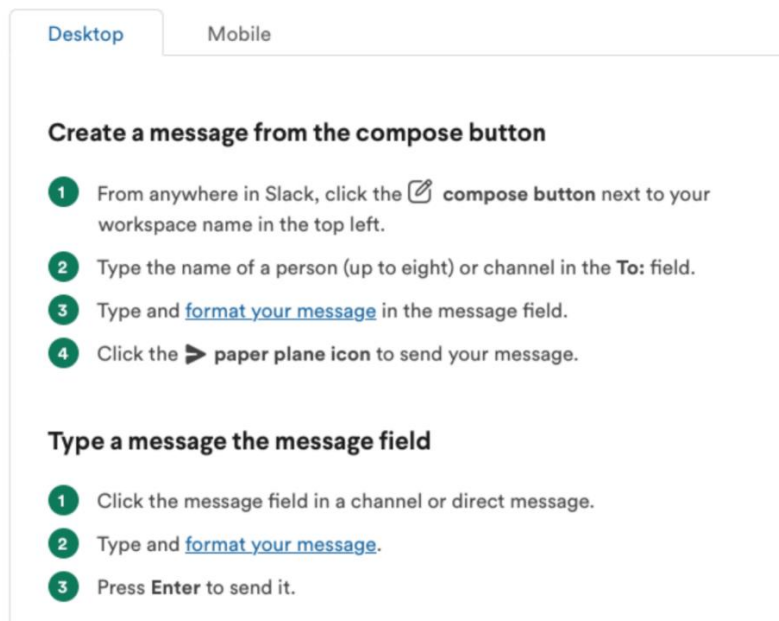 Desktop
Mobile
Create a message from the compose button
1 From anywhere in Slack, click the compose button next to your
workspace name in the top left.
2 Type the name of a person (up to eight) or channel in the To: field.
3 Type and format your message in the message field.
4 Click the paper plane icon to send your message.
Type a message the message field
1 Click the message field in a channel or direct message.
2 Type and format your message.
3 Press Enter to send it.